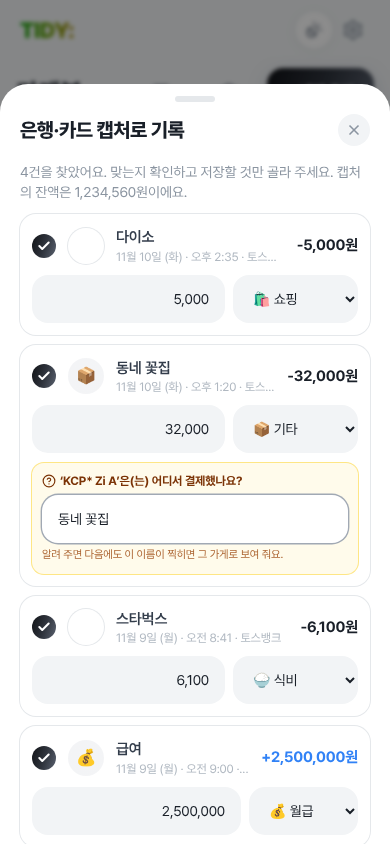 TIDY:
은행·카드 캡처로 기록
4건을 찾았어요. 맞는지 확인하고 저장할 것만 골라 주세요. 캡처
의 잔액은 1,234,560원이에요.
다이소
-5,000원
11월 10일 (화) · 오후 2:35 · 토스...
5,000
🛍️ 쇼핑
동네 꽃집
-32,000원
11월 10일 (화) · 오후 1:20 · 토스...
32,000
📦 기타
‘KCP* Zi A’은(는) 어디서 결제했나요?
동네 꽃집
알려 주면 다음에도 이 이름이 찍히면 그 가게로 보여 줘요.
스타벅스
-6,100원
11월 9일 (월) · 오전 8:41 · 토스뱅크
6,100
🍚 식비
급여
+2,500,000원
11월 9일 (월) · 오전 9:00 ·...
2,500,000
💰 월급